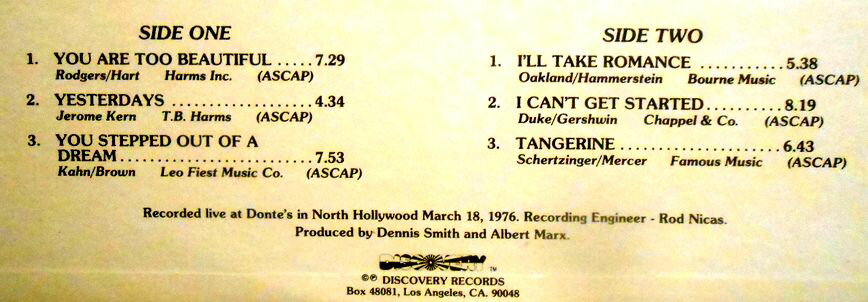 SIDE ONE
1. YOU ARE TOO BEAUTIFUL .....7.29
Rodgers/Hart Harms Inc. (ASCAP)
2. YESTERDAYS ..................4.34
Jerome Kern T.B. Harms (ASCAP)
3. YOU STEPPED OUT OF A
DREAM........................7.53
Kahn/Brown Leo Fiest Music Co. (ASCAP)
SIDE TWO
1. I'LL TAKE ROMANCE ...........5.38
Oakland/Hammerstein Bourne Music (ASCAP)
2. I CAN'T GET STARTED..........8.19
Duke/Gershwin Chappel & Co. (ASCAP)
3. TANGERINE ....................6.43
Schertzinger/Mercer Famous Music (ASCAP)
Recorded live at Donte's in North Hollywood March 18, 1976. Recording Engineer - Rod Nicas.
Produced by Dennis Smith and Albert Marx.
DISCOVERY TM
©℗ DISCOVERY RECORDS
Box 48081, Los Angeles, CA. 90048